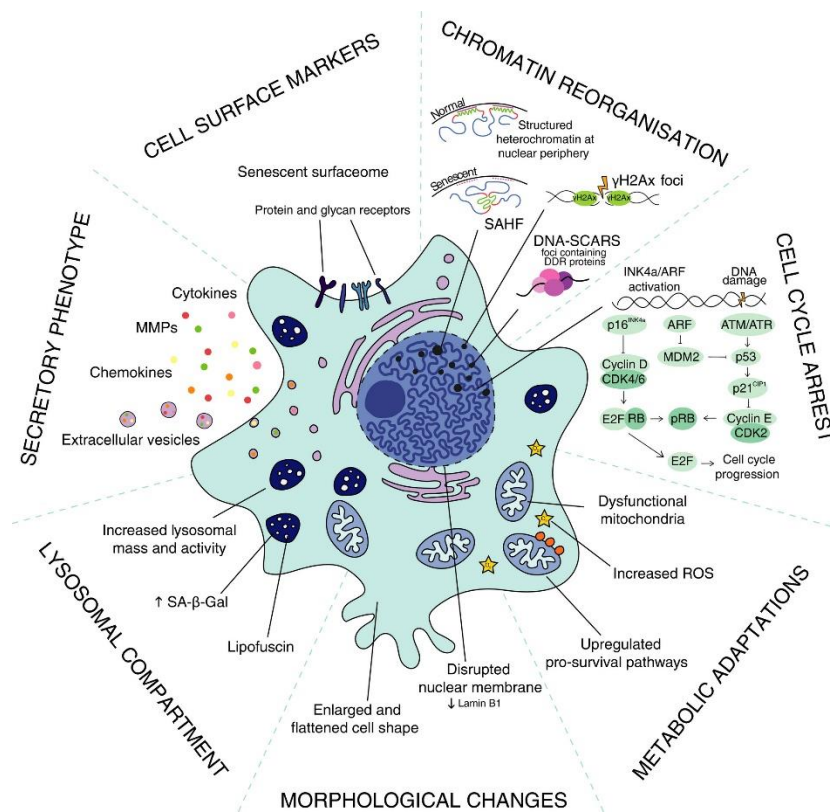 CELL SURFACE MARKERS
Senescent surfaceome
Protein and glycan receptors
CHROMATIN REORGANISATION
Normal
Structured
heterochromatin at
nuclear periphery
Senescent
SAHF
γH2Ax foci
γH2Ax γH2Ax
DNA-SCARS
foci containing
DDR proteins
CELL CYCLE ARREST
INK4a/ARF
activation
DNA
damage
p16INK4a
ARF
ATM/ATR
Cyclin D
CDK4/6
MDM2
p53
p21CIP1
E2F RB
pRB
Cyclin E
CDK2
E2F
Cell cycle
progression
METABOLIC ADAPTATIONS
Dysfunctional
mitochondria
Increased ROS
Upregulated
pro-survival pathways
MORPHOLOGICAL CHANGES
Disrupted
nuclear membrane
↓ Lamin B1
Enlarged and
flattened cell shape
LYSOSOMAL COMPARTMENT
Increased lysosomal
mass and activity
↑ SA-β-Gal
Lipofuscin
SECRETORY PHENOTYPE
Cytokines
MMPs
Chemokines
Extracellular vesicles